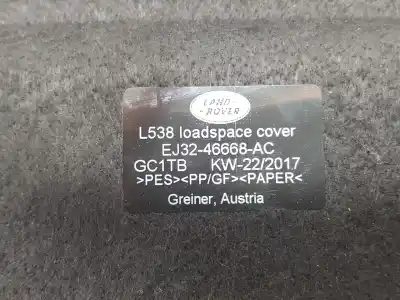 LAND-
-ROVER
L538 loadspace cover
EJ32-46668-AC
GC1TB KW-22/2017
>PES><PP/GF><PAPER<
Greiner, Austria